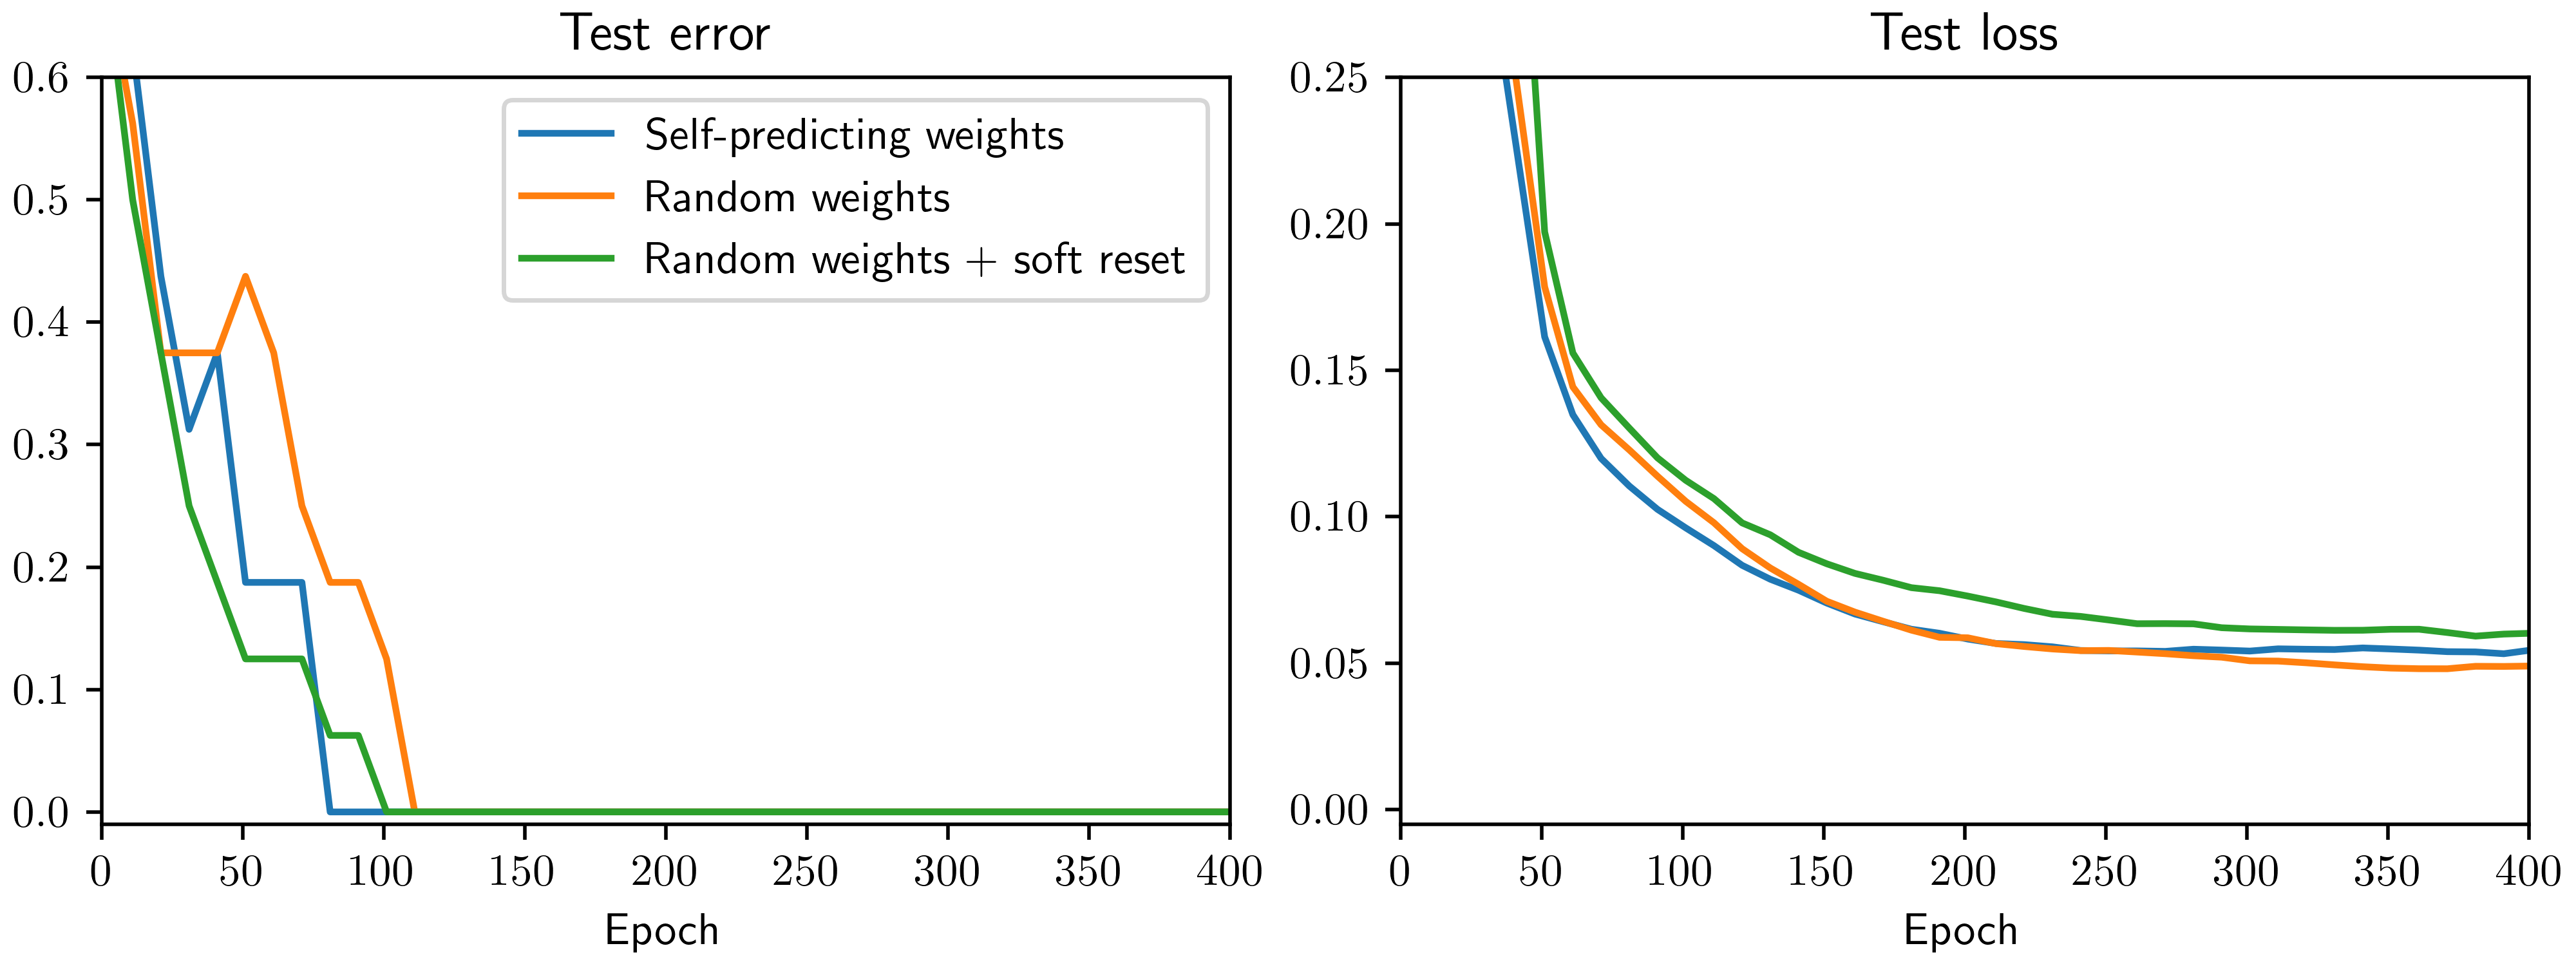 Test error
0.6
0.5
0.4
0.3
0.2
0.1
0.0
Self-predicting weights
Random weights
Random weights + soft reset
0 50 100 150 200 250 300 350 400
Epoch
Test loss
0.25
0.20
0.15
0.10
0.05
0.00
0 50 100 150 200 250 300 350 400
Epoch